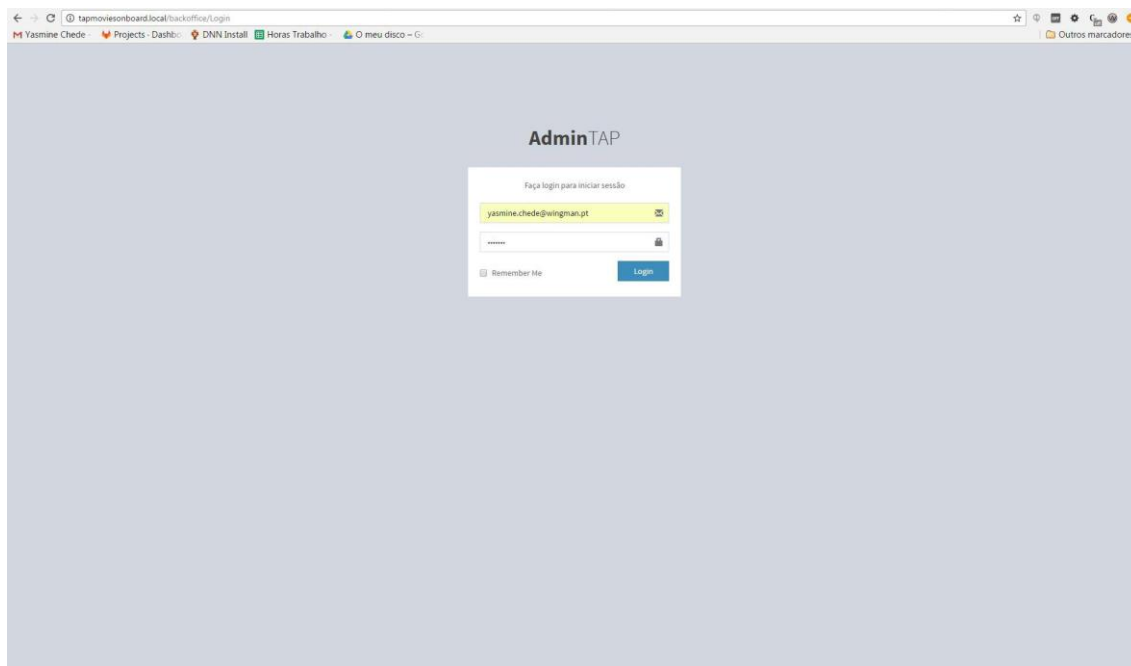 tapmoviesonboard.local/backoffice/Login
Yasmine Chede - Projects - Dashbo DNN Install Horas Trabalho - O meu disco – Go Outros marcadores
AdminTAP
Faça login para iniciar sessão
yasmine.chede@wingman.pt
•••••••
Remember Me Login